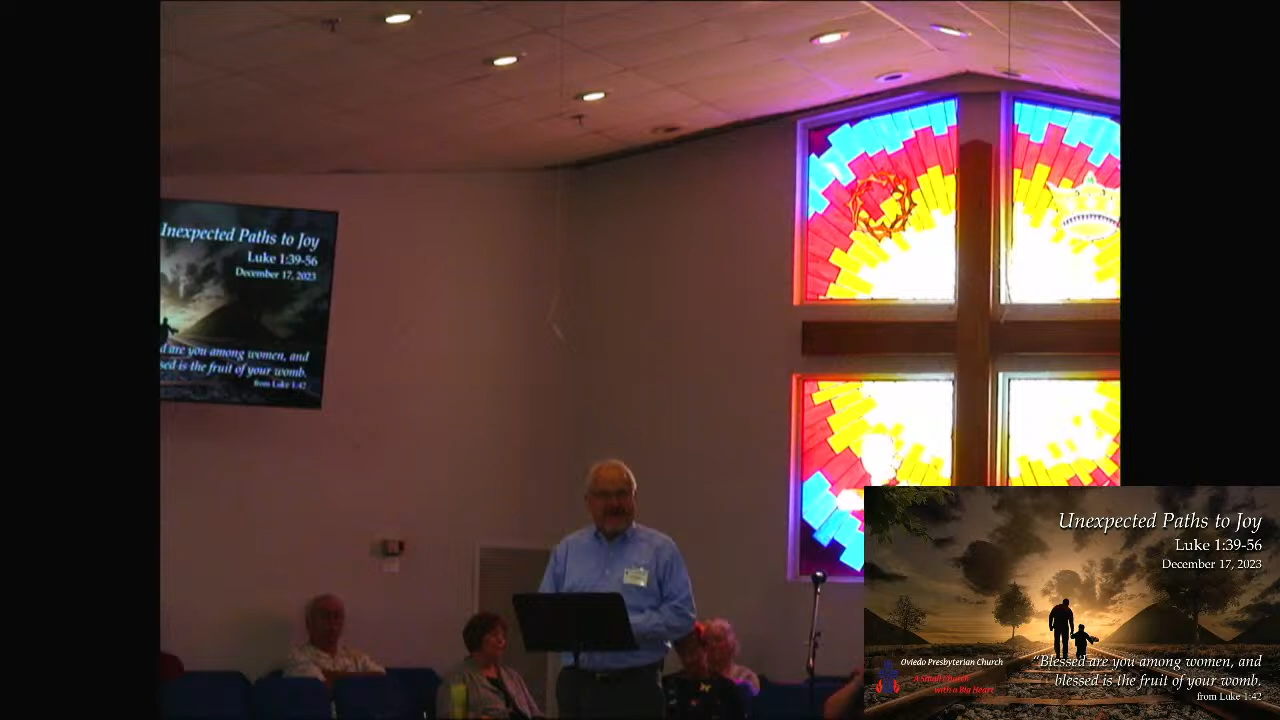 Unexpected Paths to Joy
Luke 1:39-56
December 17, 2023
are you among women, and
is the fruit of your womb.
from Luke 1:42
Unexpected Paths to Joy
Luke 1:39-56
December 17, 2023
Oviedo Presbyterian Church
A Small Church
with a Big Heart
"Blessed are you among women, and
blessed is the fruit of your womb.
from Luke 1:42